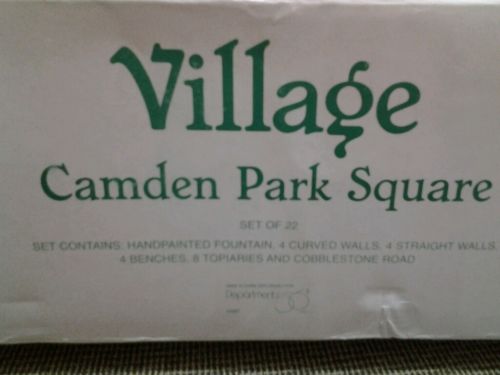 Village
Camden Park Square
SET OF 22
SET CONTAINS: HANDPAINTED FOUNTAIN, 4 CURVED WALLS, 4 STRAIGHT WALLS
4 BENCHES, 8 TOPIARIES AND COBBLESTONE ROAD
Department 56